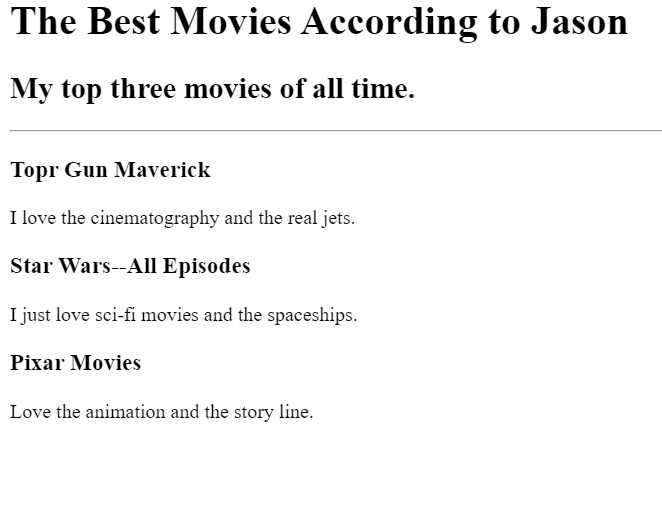 The Best Movies According to Jason
My top three movies of all time.
Topr Gun Maverick
I love the cinematography and the real jets.
Star Wars--All Episodes
I just love sci-fi movies and the spaceships.
Pixar Movies
Love the animation and the story line.